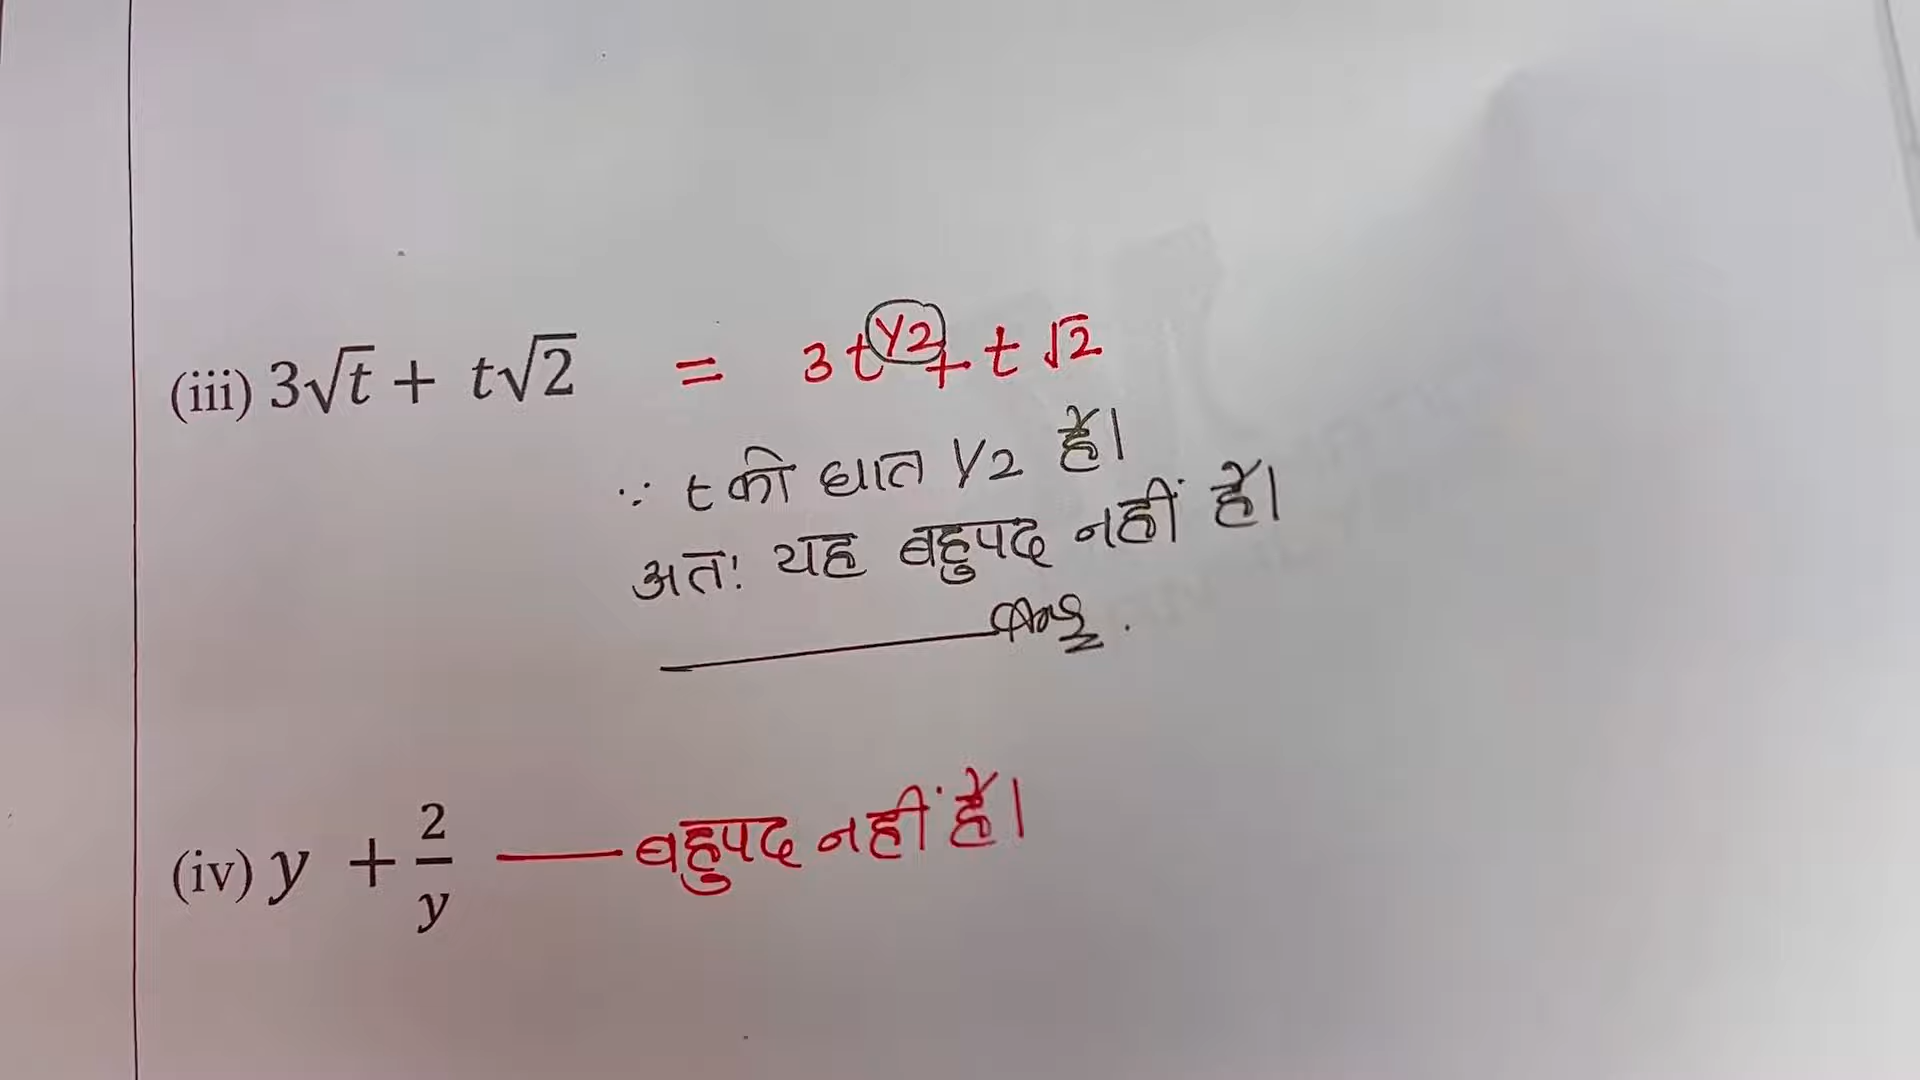 (iii) 3√t + t√2 = 3t^1/2 + t√2
∵ t की घात 1/2 है।
अतः यह बहुपद नहीं है।
Ans.
(iv) y + 2/y — बहुपद नहीं है।